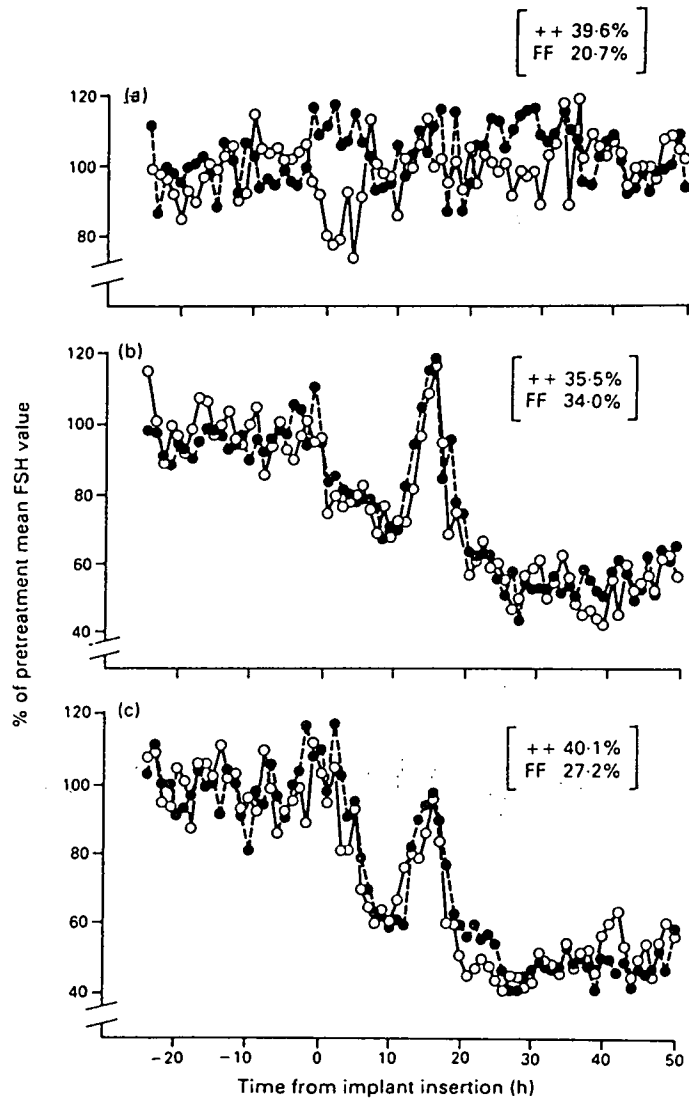 ++ 39·6%
FF 20·7%
(a)
120
100
80
(b)
++ 35·5%
FF 34·0%
120
100
80
60
40
% of pretreatment mean FSH value
(c)
++ 40·1%
FF 27·2%
120
100
80
60
40
−20 −10 0 10 20 30 40 50
Time from implant insertion (h)